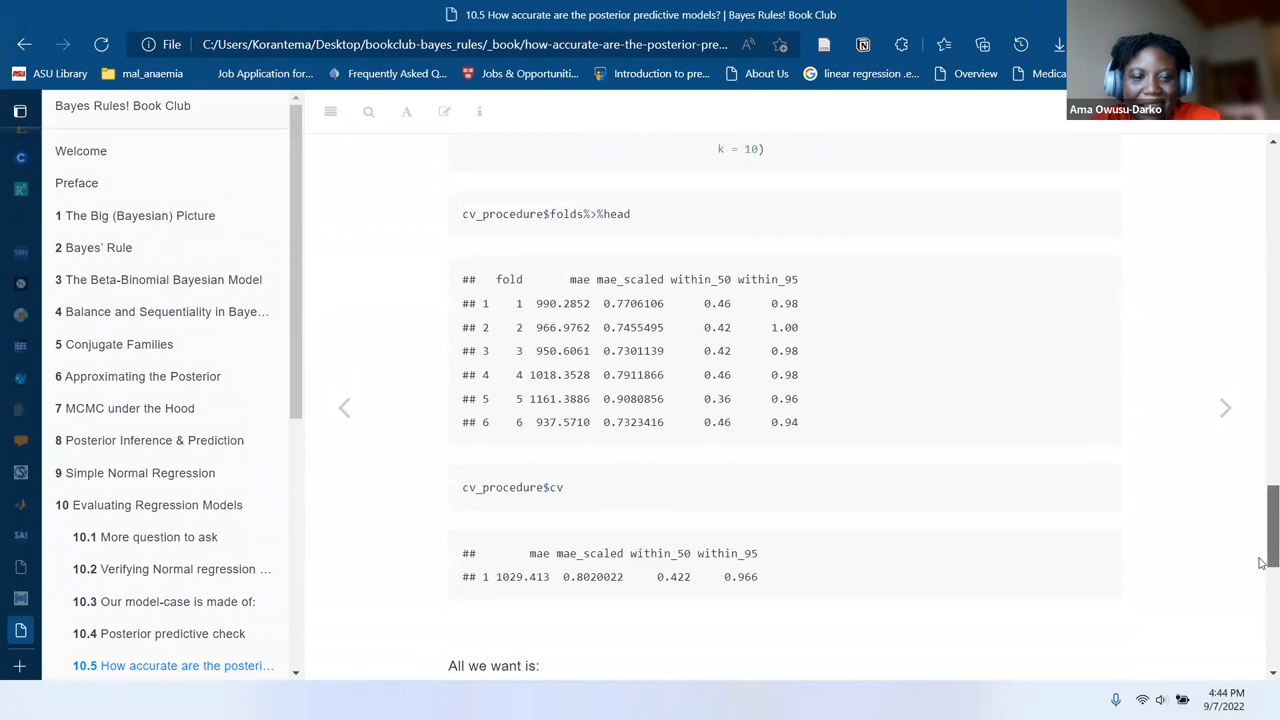 10.5 How accurate are the posterior predictive models? | Bayes Rules! Book Club
File
C:/Users/Korantema/Desktop/bookclub-bayes_rules/_book/how-accurate-are-the-posterior-pre...
ASU Library
mal_anaemia
Job Application for...
Frequently Asked Q...
Jobs & Opportuniti...
Introduction to pre...
About Us
linear regression .e...
Overview
Medica
Ama Owusu-Darko
Bayes Rules! Book Club
Welcome
Preface
1 The Big (Bayesian) Picture
2 Bayes' Rule
3 The Beta-Binomial Bayesian Model
4 Balance and Sequentiality in Baye...
5 Conjugate Families
6 Approximating the Posterior
7 MCMC under the Hood
8 Posterior Inference & Prediction
9 Simple Normal Regression
10 Evaluating Regression Models
10.1 More question to ask
10.2 Verifying Normal regression ...
10.3 Our model-case is made of:
10.4 Posterior predictive check
10.5 How accurate are the posteri...
k = 10)
cv_procedure$folds%>%head
## fold mae mae_scaled within_50 within_95
## 1 1 990.2852 0.7706106 0.46 0.98
## 2 2 966.9762 0.7455495 0.42 1.00
## 3 3 950.6061 0.7301139 0.42 0.98
## 4 4 1018.3528 0.7911866 0.46 0.98
## 5 5 1161.3886 0.9080856 0.36 0.96
## 6 6 937.5710 0.7323416 0.46 0.94
cv_procedure$cv
## mae mae_scaled within_50 within_95
## 1 1029.413 0.8020022 0.422 0.966
All we want is:
4:44 PM
9/7/2022